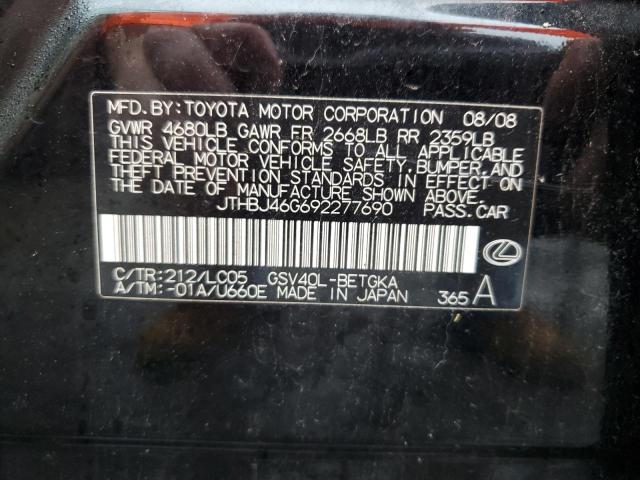 MFD.BY:TOYOTA MOTOR CORPORATION 08/08
GVWR 4680LB GAWR FR 2668LB RR 2359LB
THIS VEHICLE CONFORMS TO ALL APPLICABLE
FEDERAL MOTOR VEHICLE SAFETY,BUMPER,AND
THEFT PREVENTION STANDARDS IN EFFECT ON
THE DATE OF MANUFACTURE SHOWN ABOVE.
JTHBJ46G692277690 PASS.CAR
C/TR:212/LC05 GSV40L-BETGKA
A/TM:-01A/U660E MADE IN JAPAN 365 A